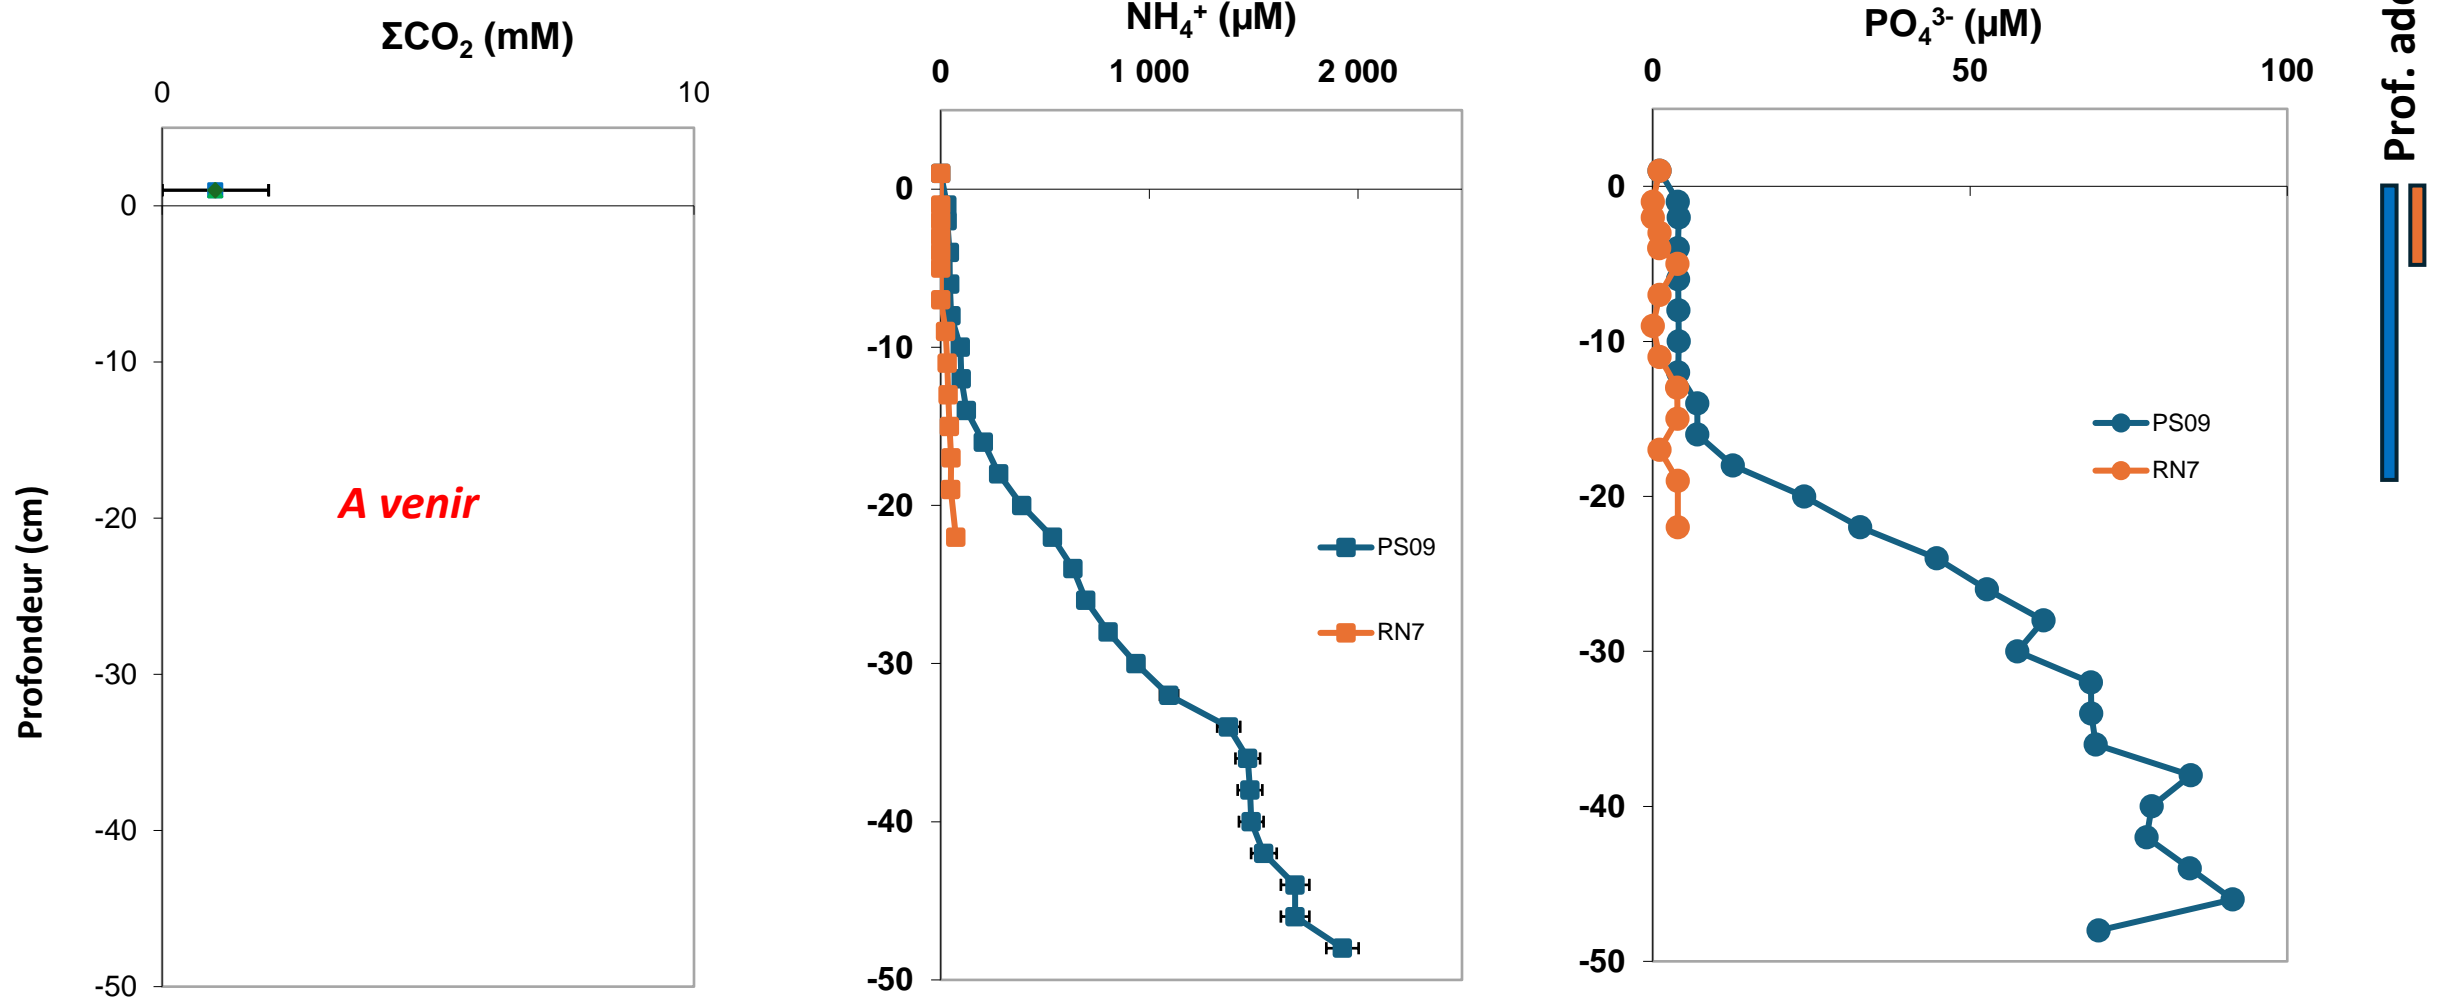 ΣCO₂ (mM)
0 10
0
-10
-20
-30
-40
-50
Profondeur (cm)
A venir
NH₄⁺ (µM)
0 1 000 2 000
0
-10
-20
-30
-40
-50
PS09
RN7
PO₄³⁻ (µM)
0 50 100
0
-10
-20
-30
-40
-50
PS09
RN7
Prof.